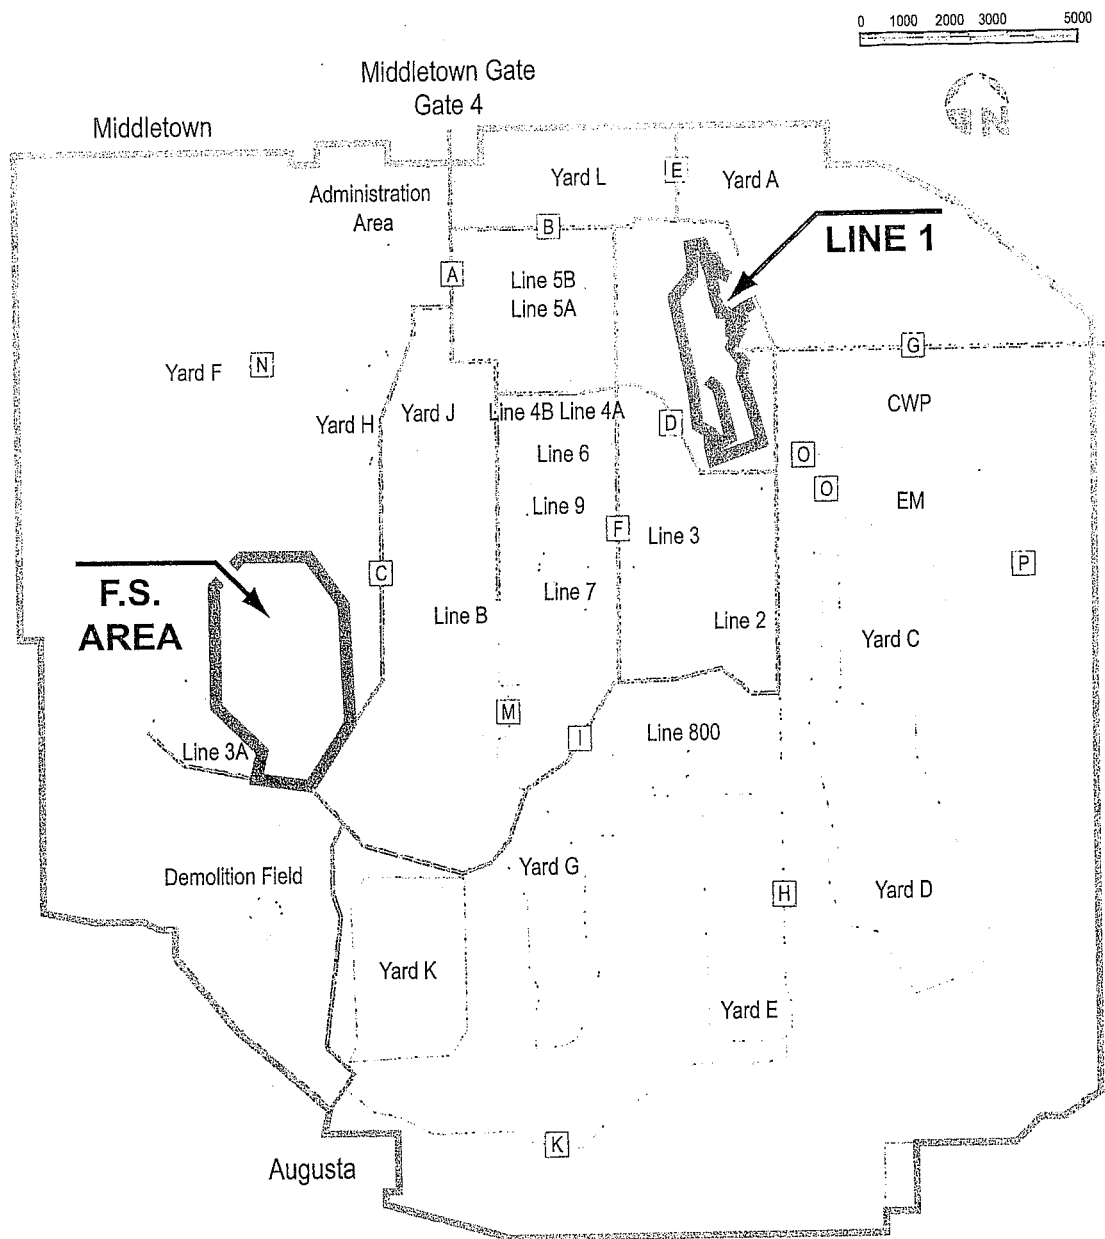 0 1000 2000 3000 5000
Middletown Gate
Gate 4
Middletown
N
Yard L
E
Yard A
Administration
Area
B
LINE 1
A
Line 5B
Line 5A
G
Yard F
N
CWP
Yard J
Line 4B Line 4A
Yard H
D
Line 6
O
O
EM
Line 9
F
Line 3
P
C
F.S.
AREA
Line 7
Line B
Line 2
Yard C
M
I
Line 800
Line 3A
Yard G
Demolition Field
H
Yard D
Yard K
Yard E
K
Augusta